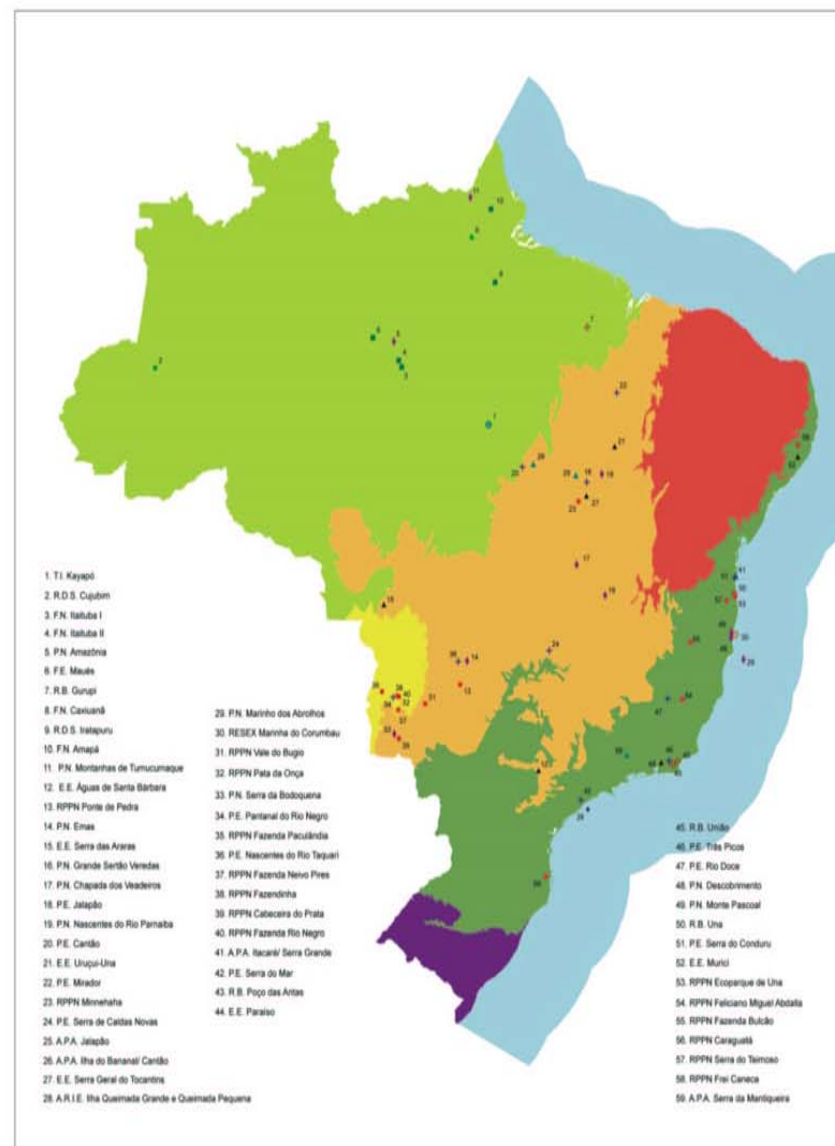 1. T.I. Kayapó
2. R.D.S. Cujubim
3. F.N. Itaituba I
4. F.N. Itaituba II
5. P.N. Amazônia
6. F.E. Maués
7. R.B. Gurupi
8. F.N. Caxiuanã
9. R.D.S. Iratapuru
10. F.N. Amapá
11. P.N. Montanhas de Tumucumaque
12. E.E. Águas de Santa Bárbara
13. RPPN Ponte de Pedra
14. P.N. Emas
15. E.E. Serra das Araras
16. P.N. Grande Sertão Veredas
17. P.N. Chapada dos Veadeiros
18. P.E. Jalapão
19. P.N. Nascentes do Rio Parnaíba
20. P.E. Cantão
21. E.E. Uruçuí-Una
22. P.E. Mirador
23. RPPN Minnehaha
24. P.E. Serra de Caldas Novas
25. A.P.A. Jalapão
26. A.P.A. Ilha do Bananal/ Cantão
27. E.E. Serra Geral do Tocantins
28. A.R.I.E. Ilha Queimada Grande e Queimada Pequena
29. P.N. Marinho dos Abrolhos
30. RESEX Marinha do Corumbau
31. RPPN Vale do Bugio
32. RPPN Pata da Onça
33. P.N. Serra da Bodoquena
34. P.E. Pantanal do Rio Negro
35. RPPN Fazenda Paculândia
36. P.E. Nascentes do Rio Taquari
37. RPPN Fazenda Neivo Pires
38. RPPN Fazendinha
39. RPPN Cabeceira do Prata
40. RPPN Fazenda Rio Negro
41. A.P.A. Itacaré/ Serra Grande
42. P.E. Serra do Mar
43. R.B. Poço das Antas
44. E.E. Paraíso
45. R.B. União
46. P.E. Três Picos
47. P.E. Rio Doce
48. P.N. Descobrimento
49. P.N. Monte Pascoal
50. R.B. Una
51. P.E. Serra do Conduru
52. E.E. Murici
53. RPPN Ecoparque de Una
54. RPPN Feliciano Miguel Abdalla
55. RPPN Fazenda Bulcão
56. RPPN Caraguatá
57. RPPN Serra do Teimoso
58. RPPN Frei Caneca
59. A.P.A. Serra da Mantiqueira